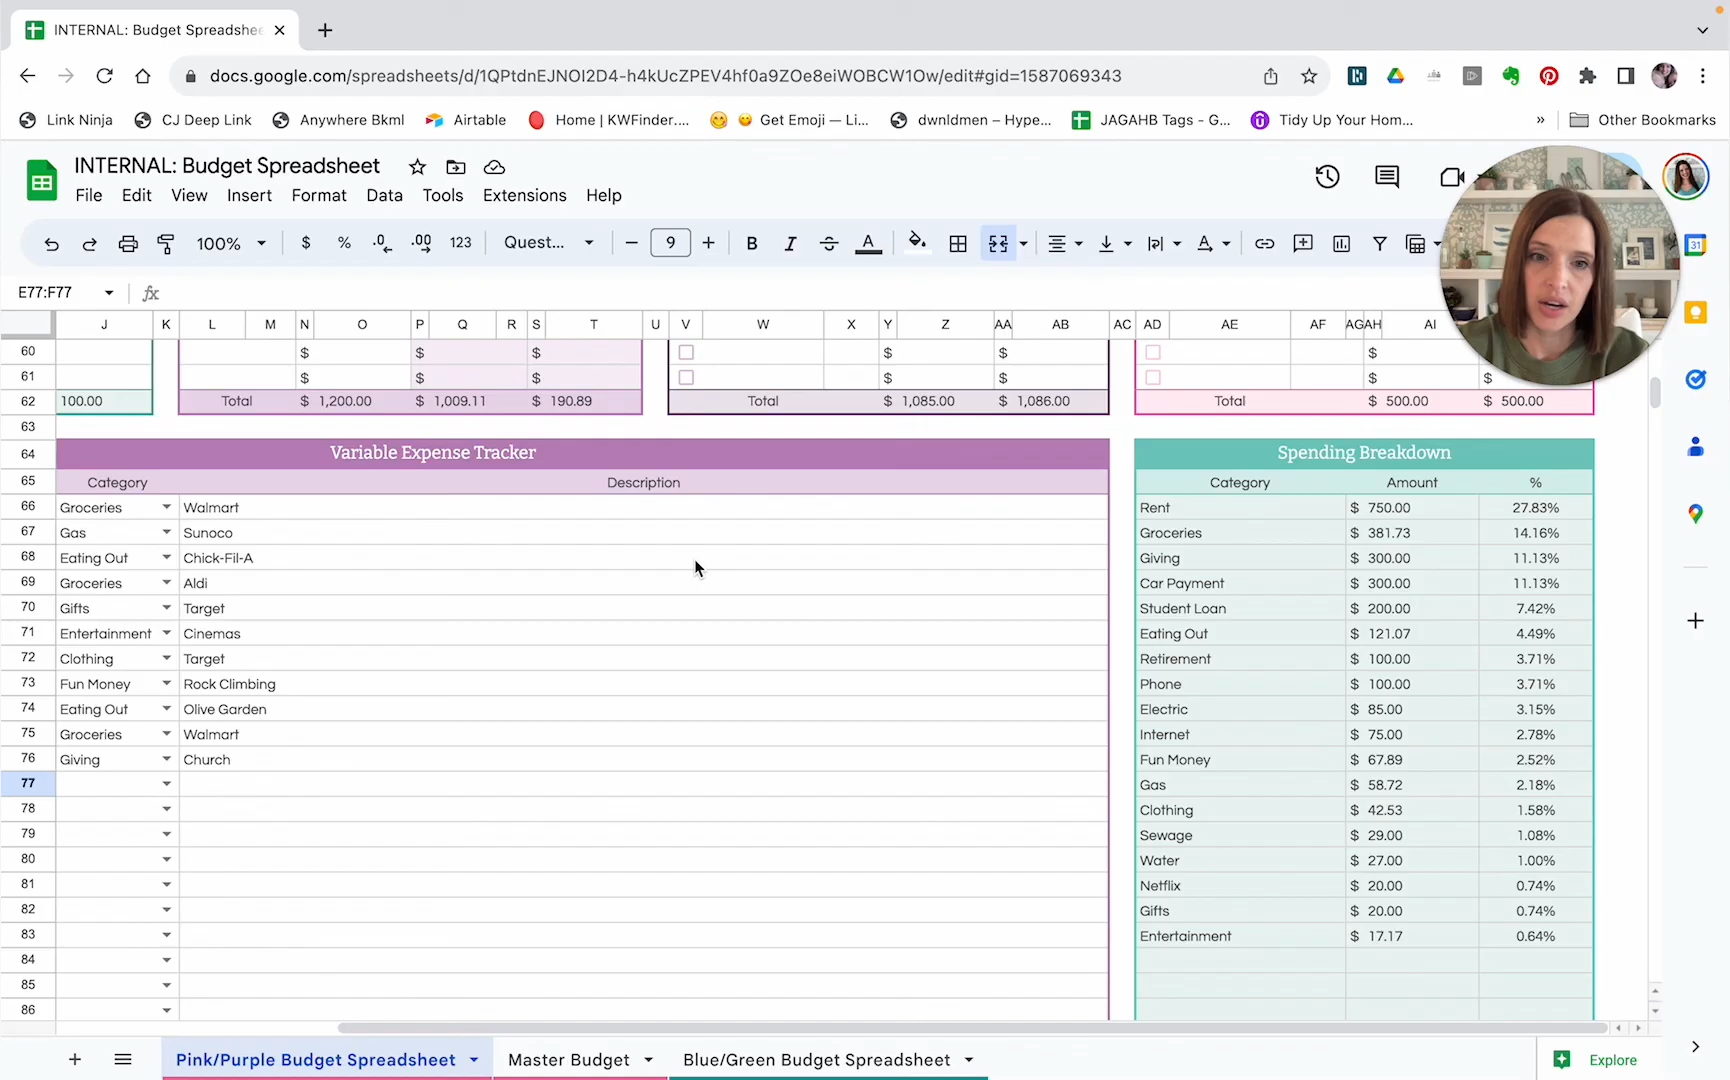 INTERNAL: Budget Spreadshee
docs.google.com/spreadsheets/d/1QPtdnEJNOI2D4-h4kUcZPEV4hf0a9ZOe8eiWOBCW1Ow/edit#gid=1587069343
Link Ninja CJ Deep Link Anywhere Bkml Airtable Home | KWFinder.... Get Emoji — Li... dwnldmen – Hype... JAGAHB Tags - G... Tidy Up Your Hom... » Other Bookmarks
INTERNAL: Budget Spreadsheet
File Edit View Insert Format Data Tools Extensions Help
100% $ % .0 .00 123 Quest... 9 B I A
E77:F77 fx
J K L M N O P Q R S T U V W X Y Z AA AB AC AD AE AF AG AH AI
60 $ $ $ $ $ $
61 $ $ $ $ $ $ $
62 100.00 Total $ 1,200.00 $ 1,009.11 $ 190.89 Total $ 1,085.00 $ 1,086.00 Total $ 500.00 $ 500.00
63
64 Variable Expense Tracker Spending Breakdown
65 Category Description Category Amount %
66 Groceries Walmart Rent $ 750.00 27.83%
67 Gas Sunoco Groceries $ 381.73 14.16%
68 Eating Out Chick-Fil-A Giving $ 300.00 11.13%
69 Groceries Aldi Car Payment $ 300.00 11.13%
70 Gifts Target Student Loan $ 200.00 7.42%
71 Entertainment Cinemas Eating Out $ 121.07 4.49%
72 Clothing Target Retirement $ 100.00 3.71%
73 Fun Money Rock Climbing Phone $ 100.00 3.71%
74 Eating Out Olive Garden Electric $ 85.00 3.15%
75 Groceries Walmart Internet $ 75.00 2.78%
76 Giving Church Fun Money $ 67.89 2.52%
77 Gas $ 58.72 2.18%
78 Clothing $ 42.53 1.58%
79 Sewage $ 29.00 1.08%
80 Water $ 27.00 1.00%
81 Netflix $ 20.00 0.74%
82 Gifts $ 20.00 0.74%
83 Entertainment $ 17.17 0.64%
84
85
86
Pink/Purple Budget Spreadsheet Master Budget Blue/Green Budget Spreadsheet Explore